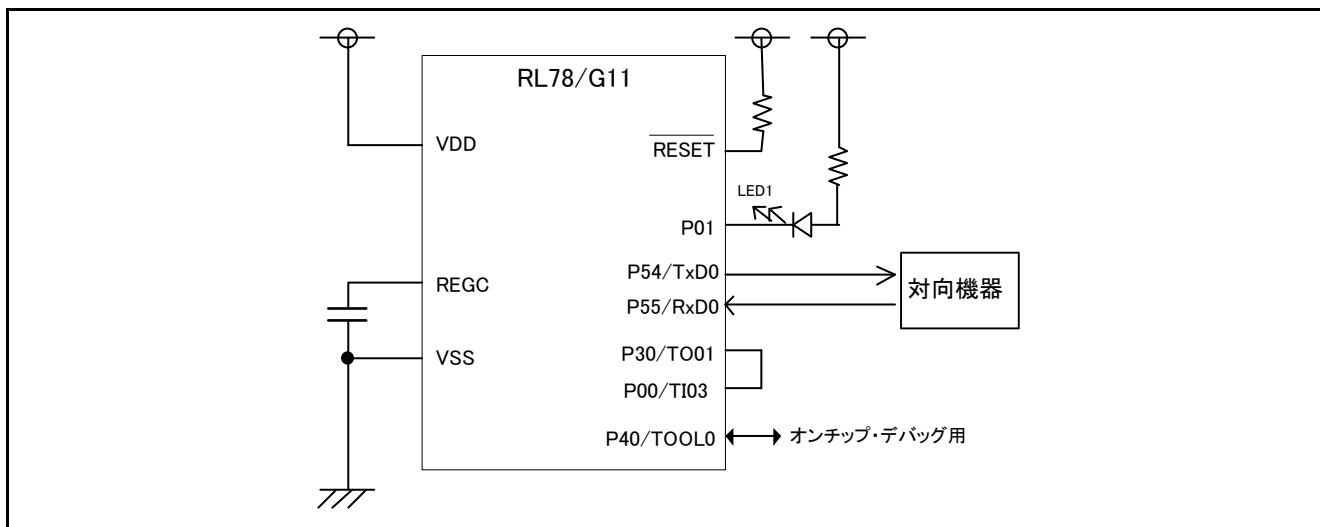 RL78/G11
VDD
RESET
LED1
P01
REGC
P54/TxD0
対向機器
P55/RxD0
VSS
P30/TO01
P00/TI03
P40/TOOL0
オンチップ・デバッグ用